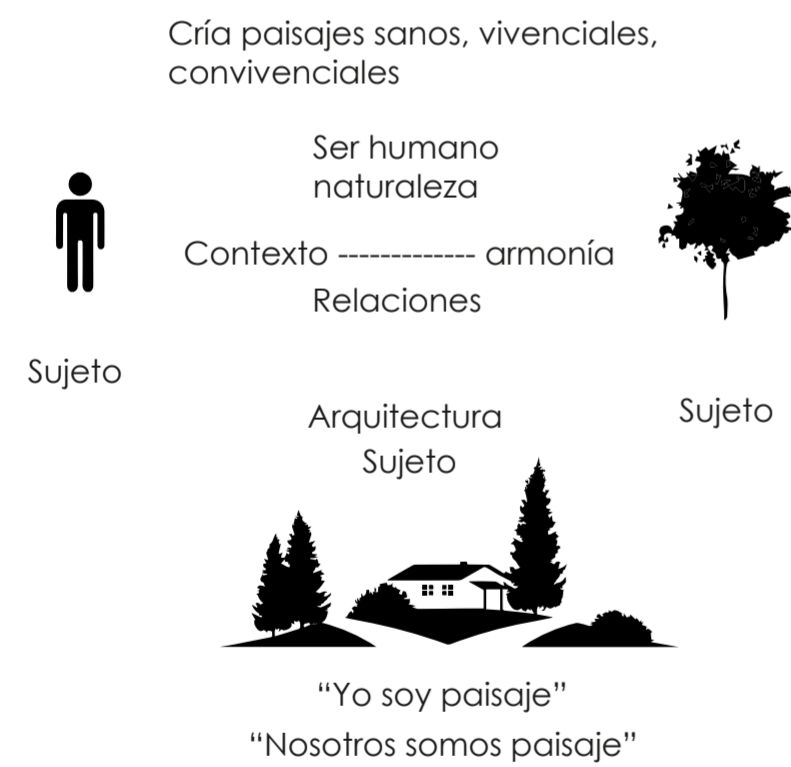 Cría paisajes sanos, vivenciales,
convivenciales
Ser humano
naturaleza
Contexto ------------- armonía
Relaciones
Sujeto
Sujeto
Arquitectura
Sujeto
“Yo soy paisaje”
“Nosotros somos paisaje”